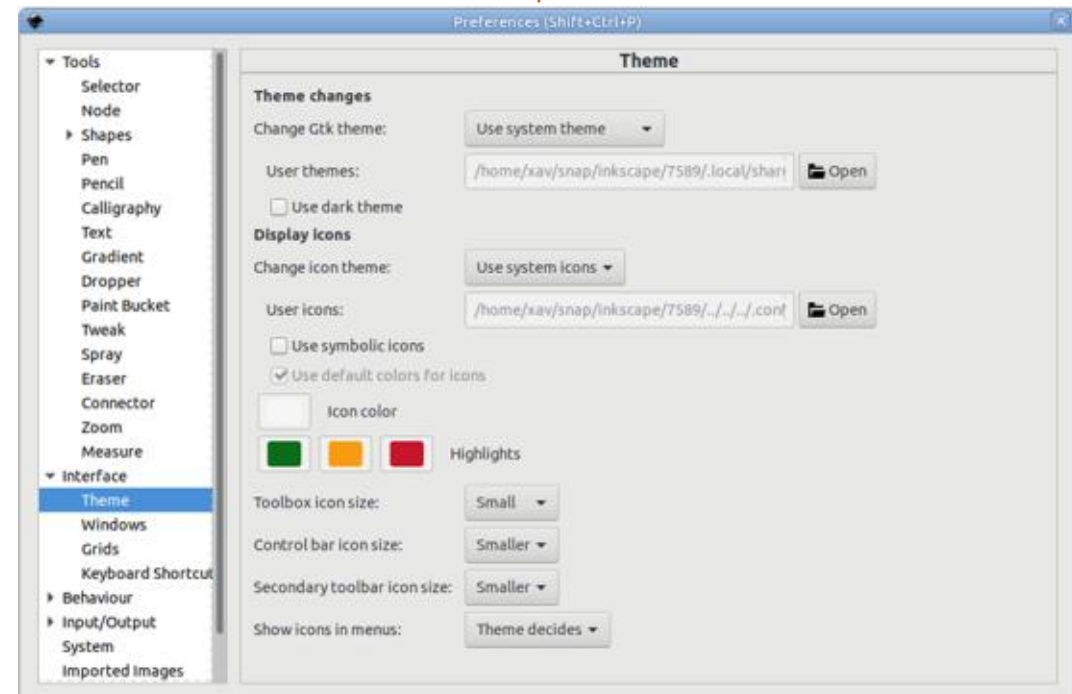 Preferences (Shift+Ctrl+P)
Tools
Selector
Node
Shapes
Pen
Pencil
Calligraphy
Text
Gradient
Dropper
Paint Bucket
Tweak
Spray
Eraser
Connector
Zoom
Measure
Interface
Theme
Windows
Grids
Keyboard Shortcut
Behaviour
Input/Output
System
Imported Images
Theme
Theme changes
Change Gtk theme: Use system theme
User themes: /home/xav/snap/inkscape/7589/.local/shar Open
Use dark theme
Display icons
Change icon theme: Use system icons
User icons: /home/xav/snap/inkscape/7589/../../../.conf Open
Use symbolic icons
Use default colors for icons
Icon color
Highlights
Toolbox icon size: Small
Control bar icon size: Smaller
Secondary toolbar icon size: Smaller
Show icons in menus: Theme decides